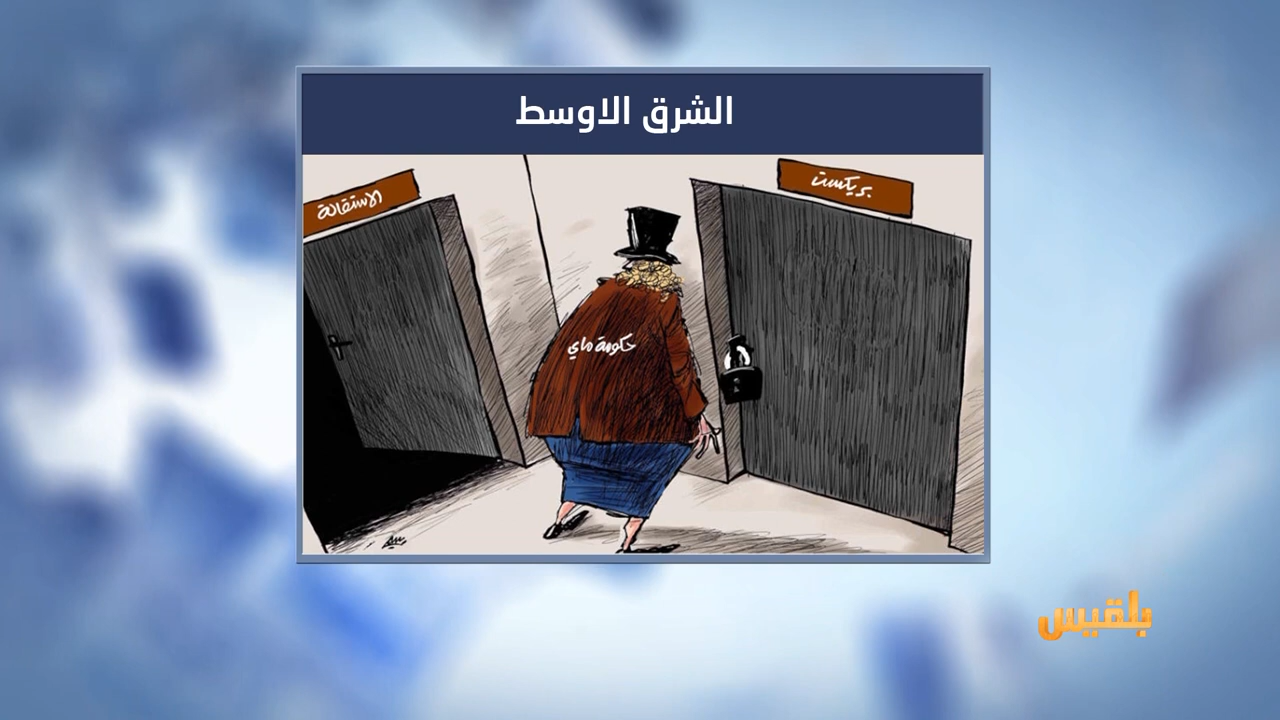 الشرق الاوسط
بريكست
الاستقالة
حكومة ماي
بلقيس